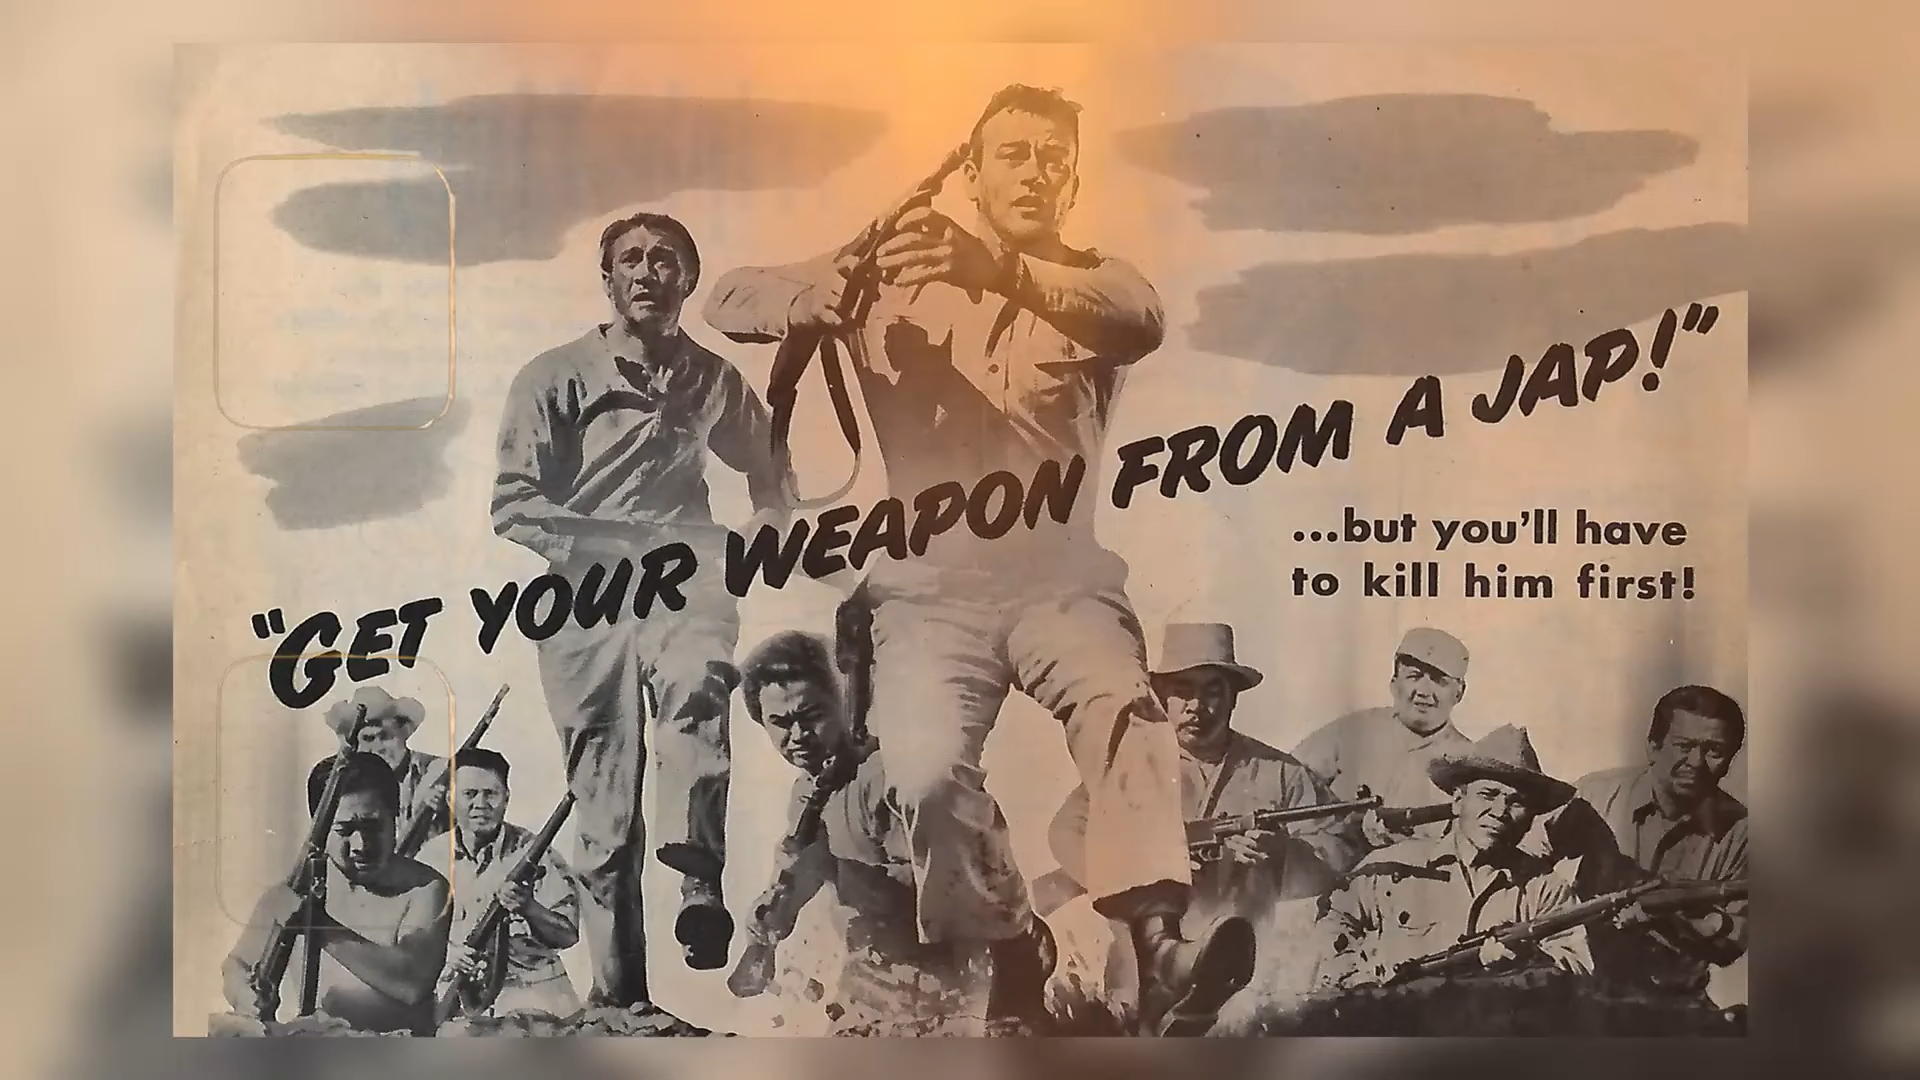 "GET YOUR WEAPON FROM A JAP!"
...but you'll have
to kill him first!